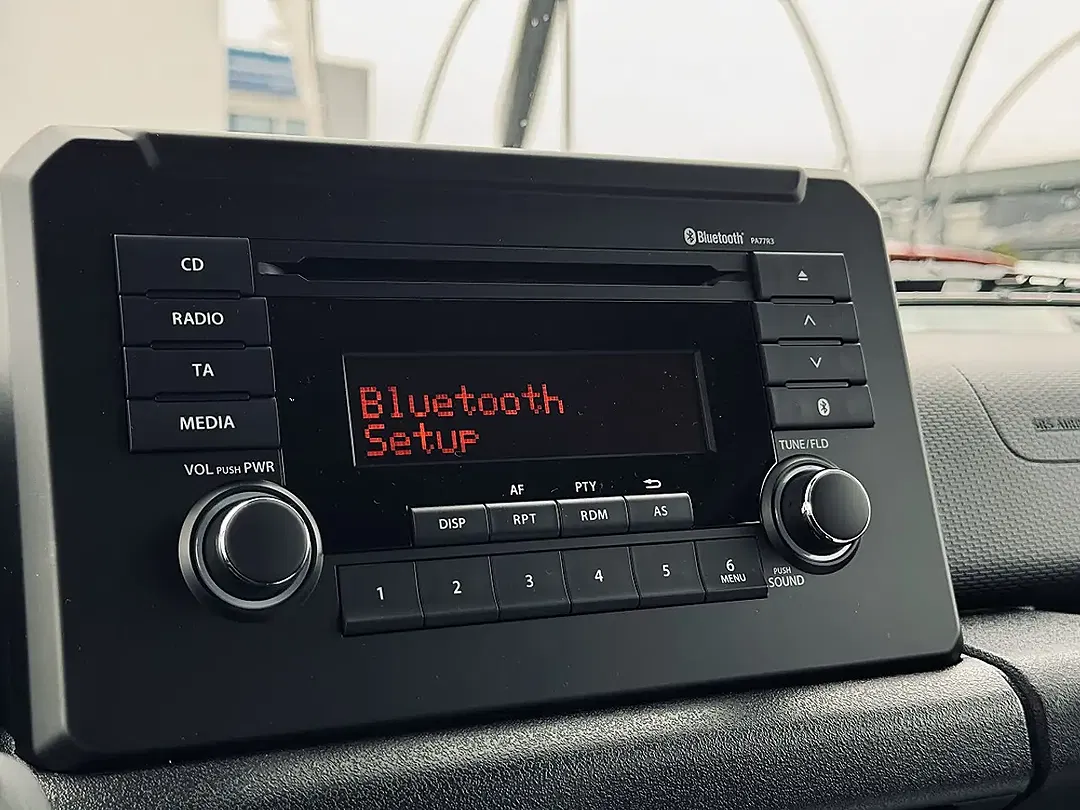 Bluetooth PA77R3
CD
RADIO
TA
MEDIA
VOL PUSH PWR
Bluetooth
Setup
TUNE/FLD
AF PTY
DISP RPT RDM AS
1 2 3 4 5 6
MENU
PUSH
SOUND